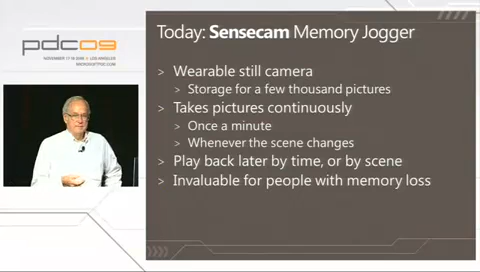 pdc09
NOVEMBER 17-19 2009 // LOS ANGELES
MICROSOFTPDC.COM
Today: Sensecam Memory Jogger
> Wearable still camera
> Storage for a few thousand pictures
> Takes pictures continuously
> Once a minute
> Whenever the scene changes
> Play back later by time, or by scene
> Invaluable for people with memory loss